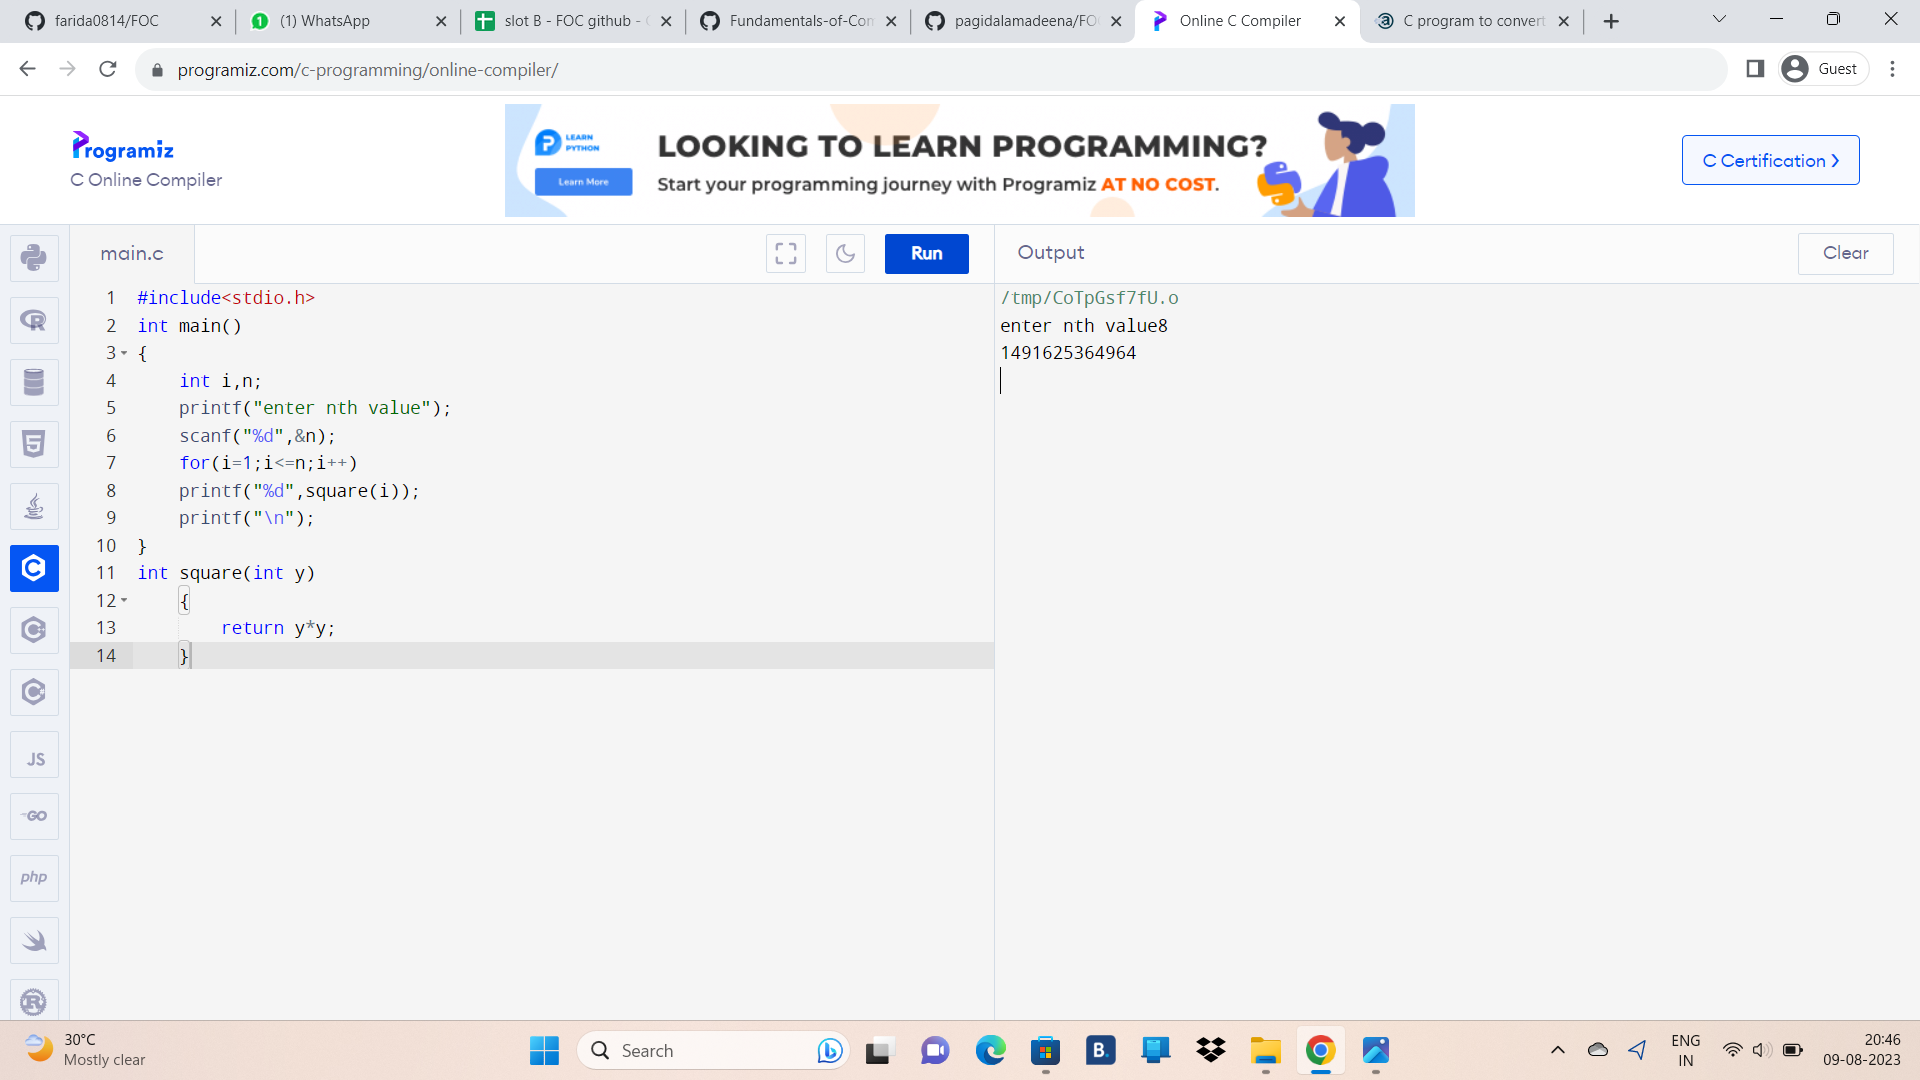 farida0814/FOC
(1) WhatsApp
slot B - FOC github -
Fundamentals-of-Com
pagidalamadeena/FO
Online C Compiler
C program to convert
programiz.com/c-programming/online-compiler/
Guest
Programiz
C Online Compiler
LEARN
PYTHON
Learn More
LOOKING TO LEARN PROGRAMMING?
Start your programming journey with Programiz AT NO COST.
C Certification
main.c
Run
Output
Clear
1 #include<stdio.h>
2 int main()
3 {
4 int i,n;
5 printf("enter nth value");
6 scanf("%d",&n);
7 for(i=1;i<=n;i++)
8 printf("%d",square(i));
9 printf("\n");
10 }
11 int square(int y)
12 {
13 return y*y;
14 }
/tmp/CoTpGsf7fU.o
enter nth value8
1491625364964
JS
GO
php
30°C
Mostly clear
Search
B.
ENG
IN
20:46
09-08-2023